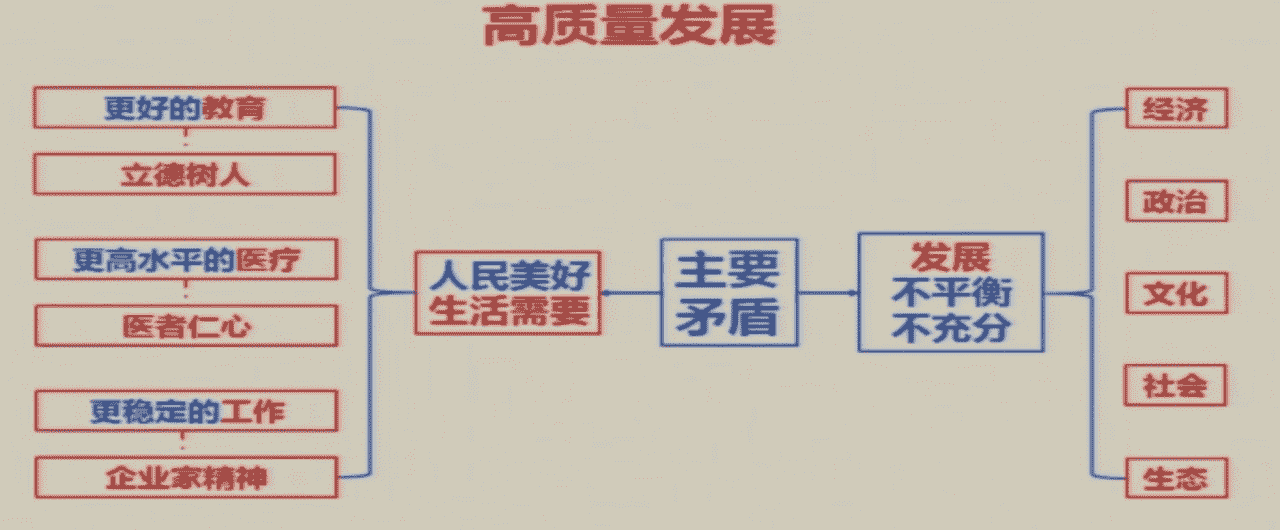 高质量发展
更好的教育
立德树人
更高水平的医疗
医者仁心
更稳定的工作
企业家精神
人民美好
生活需要
主要
矛盾
发展
不平衡
不充分
经济
政治
文化
社会
生态